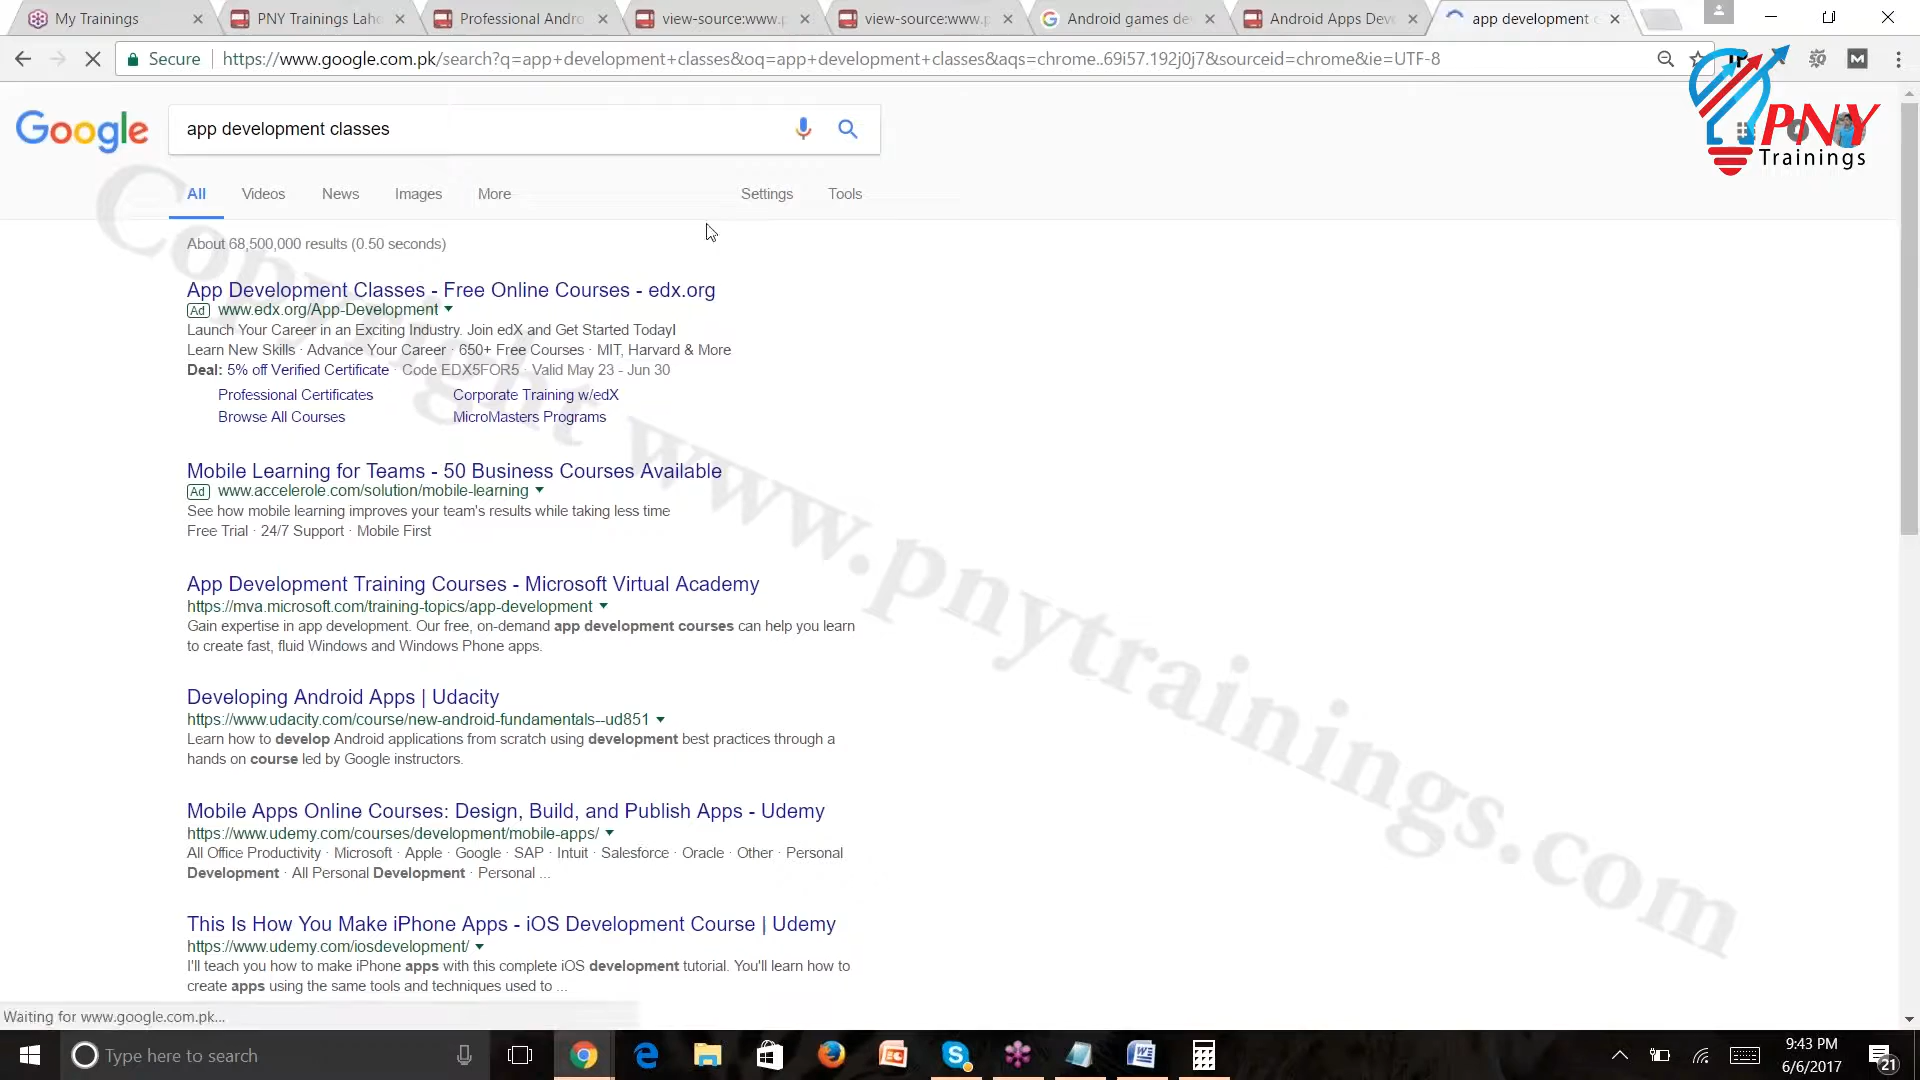 My Trainings
PNY Trainings Laho
Professional Andro
view-source:www.p
view-source:www.p
Android games de
Android Apps Deve
app development c
Secure
https://www.google.com.pk/search?q=app+development+classes&oq=app+development+classes&aqs=chrome..69i57.192j0j7&sourceid=chrome&ie=UTF-8
PNY
Trainings
Google
app development classes
All Videos News Images More Settings Tools
About 68,500,000 results (0.50 seconds)
App Development Classes - Free Online Courses - edx.org
Ad www.edx.org/App-Development
Launch Your Career in an Exciting Industry. Join edX and Get Started Today!
Learn New Skills · Advance Your Career · 650+ Free Courses · MIT, Harvard & More
Deal: 5% off Verified Certificate · Code EDX5FOR5 · Valid May 23 - Jun 30
Professional Certificates Corporate Training w/edX
Browse All Courses MicroMasters Programs
Mobile Learning for Teams - 50 Business Courses Available
Ad www.accelerole.com/solution/mobile-learning
See how mobile learning improves your team's results while taking less time
Free Trial · 24/7 Support · Mobile First
App Development Training Courses - Microsoft Virtual Academy
https://mva.microsoft.com/training-topics/app-development
Gain expertise in app development. Our free, on-demand app development courses can help you learn
to create fast, fluid Windows and Windows Phone apps.
Developing Android Apps | Udacity
https://www.udacity.com/course/new-android-fundamentals--ud851
Learn how to develop Android applications from scratch using development best practices through a
hands on course led by Google instructors.
Mobile Apps Online Courses: Design, Build, and Publish Apps - Udemy
https://www.udemy.com/courses/development/mobile-apps/
All Office Productivity · Microsoft · Apple · Google · SAP · Intuit · Salesforce · Oracle · Other · Personal
Development · All Personal Development · Personal ...
This Is How You Make iPhone Apps - iOS Development Course | Udemy
https://www.udemy.com/iosdevelopment/
I'll teach you how to make iPhone apps with this complete iOS development tutorial. You'll learn how to
create apps using the same tools and techniques used to ...
Copyright www.pnytrainings.com
Waiting for www.google.com.pk...
Type here to search
9:43 PM
6/6/2017
21